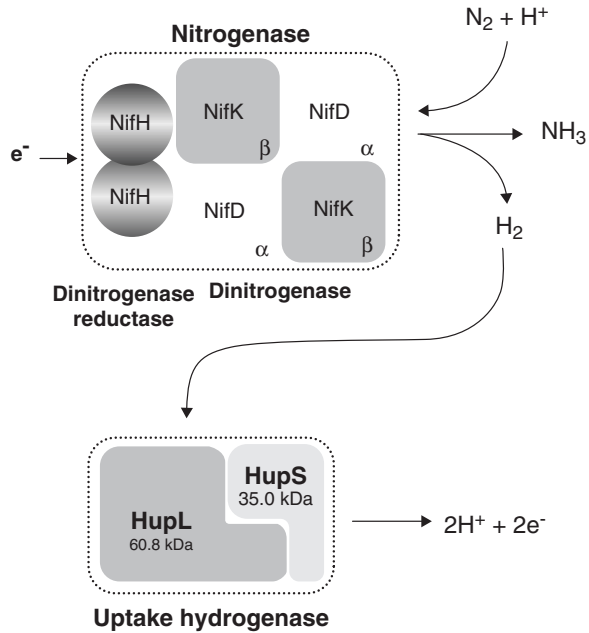 Nitrogenase
N₂ + H⁺
NifH
NifK
β
NifD
α
NH₃
e⁻
NifH
NifD
α
NifK
β
H₂
Dinitrogenase
reductase
Dinitrogenase
HupL
60.8 kDa
HupS
35.0 kDa
2H⁺ + 2e⁻
Uptake hydrogenase